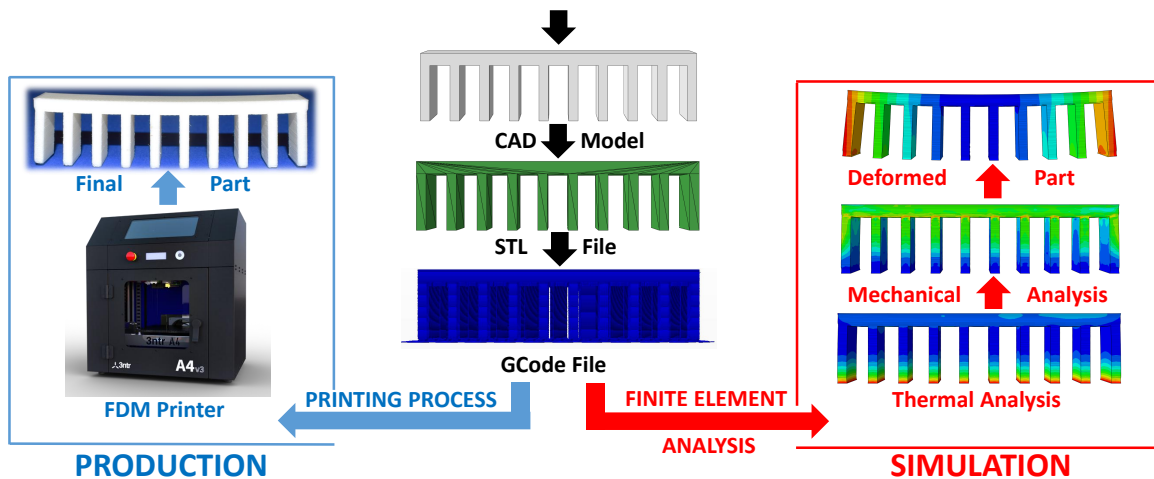 CAD Model
STL File
GCode File
PRINTING PROCESS
FINITE ELEMENT
ANALYSIS
Final Part
3ntr A4
3ntr
A4v3
FDM Printer
PRODUCTION
Deformed Part
Mechanical Analysis
Thermal Analysis
SIMULATION